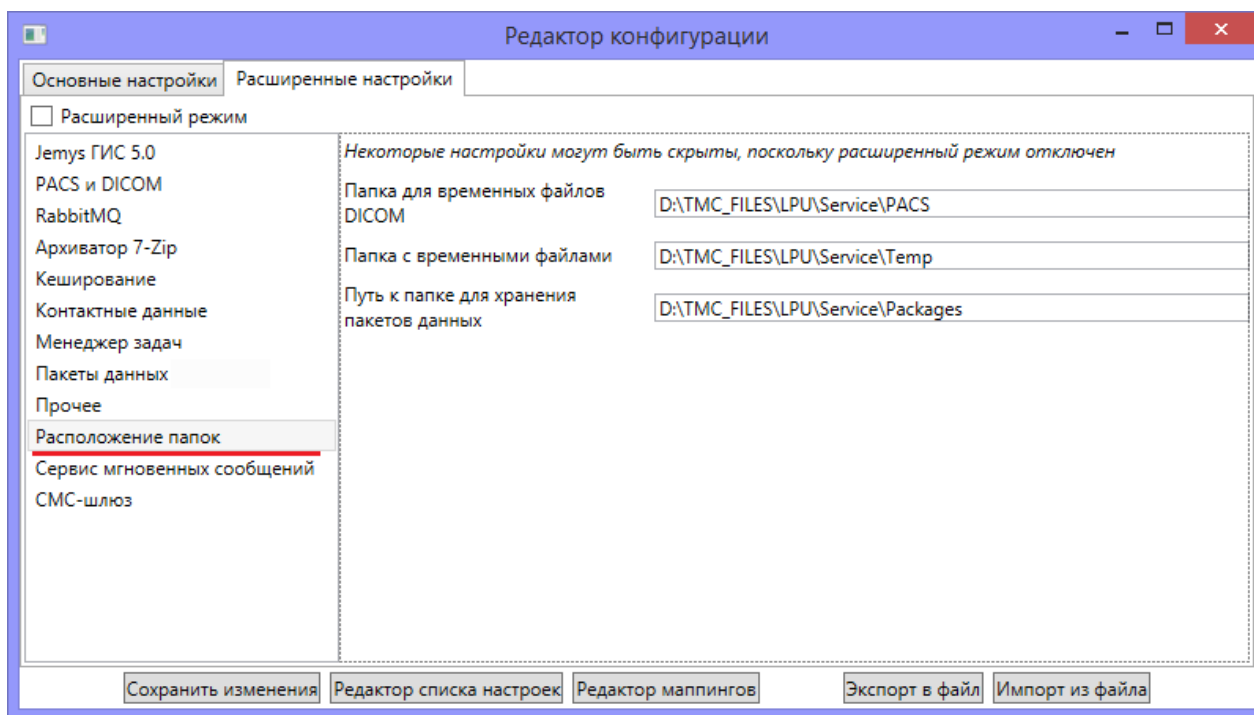 Редактор конфигурации
Основные настройки Расширенные настройки
Расширенный режим
Jemys ГИС 5.0
PACS и DICOM
RabbitMQ
Архиватор 7-Zip
Кеширование
Контактные данные
Менеджер задач
Пакеты данных
Прочее
Расположение папок
Сервис мгновенных сообщений
СМС-шлюз
Некоторые настройки могут быть скрыты, поскольку расширенный режим отключен
Папка для временных файлов
DICOM
D:\TMC_FILES\LPU\Service\PACS
Папка с временными файлами
D:\TMC_FILES\LPU\Service\Temp
Путь к папке для хранения
пакетов данных
D:\TMC_FILES\LPU\Service\Packages
Сохранить изменения Редактор списка настроек Редактор маппингов Экспорт в файл Импорт из файла